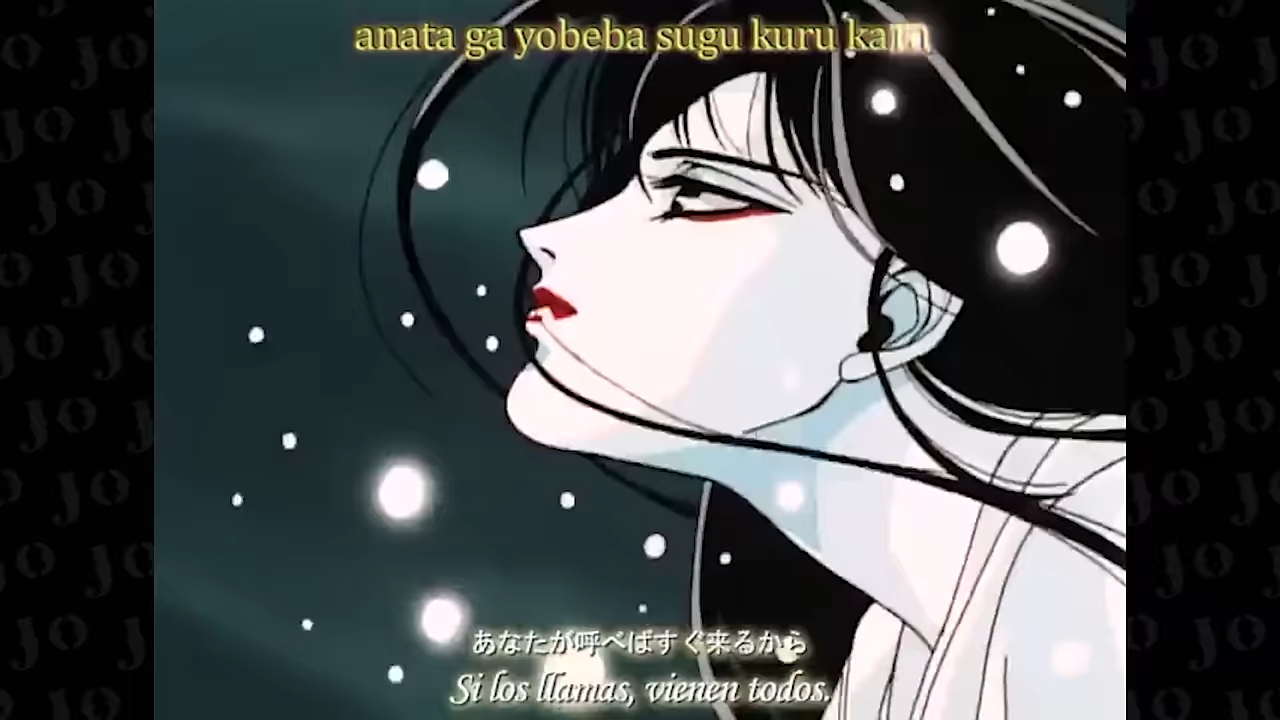 anata ga yobeba sugu kuru kara
あなたが呼べばすぐ来るから
Si los llamas, vienen todos.